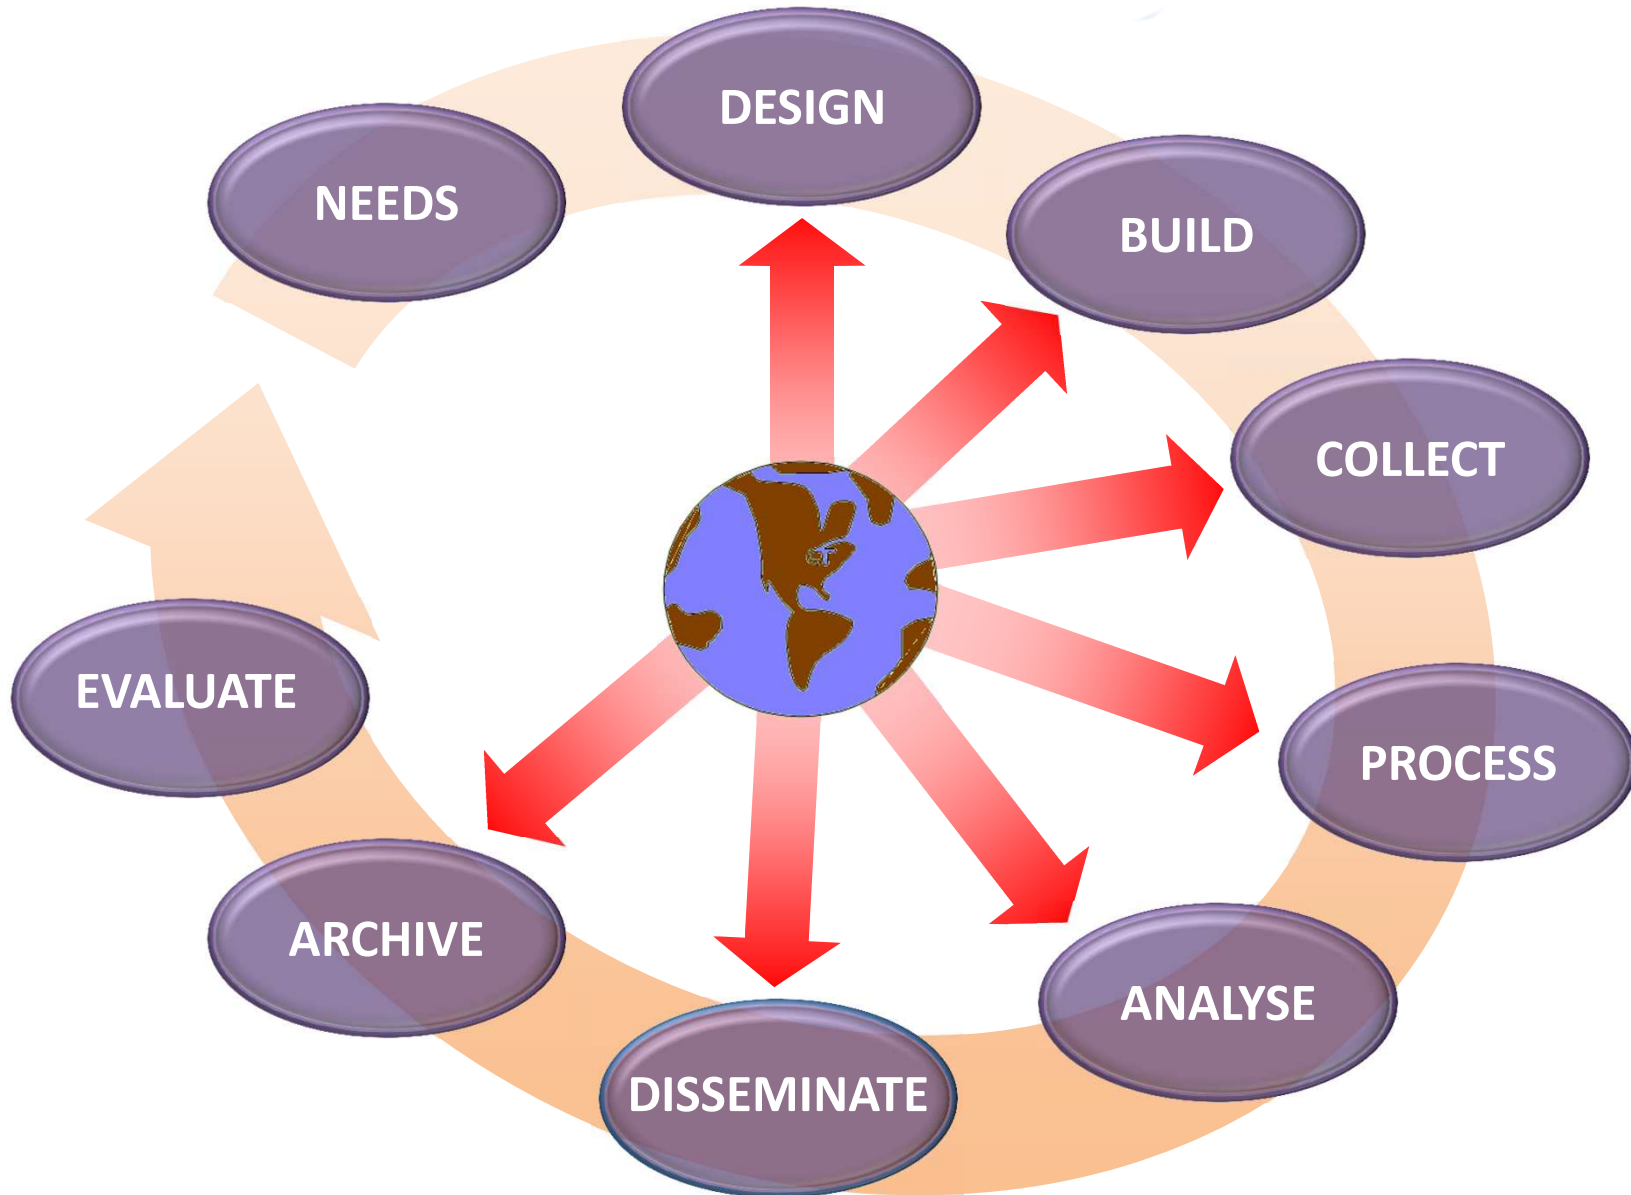 DESIGN
NEEDS
BUILD
COLLECT
PROCESS
ANALYSE
DISSEMINATE
ARCHIVE
EVALUATE